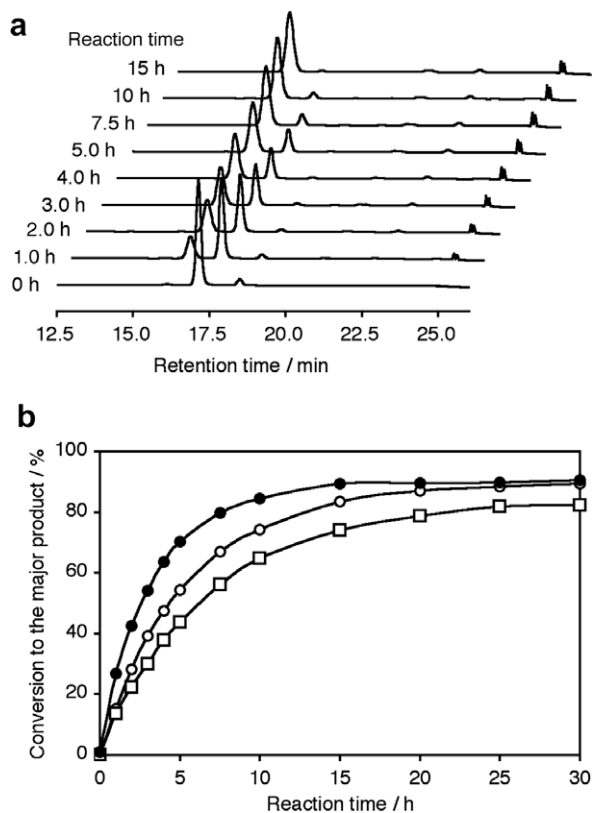 a
Reaction time
15 h
10 h
7.5 h
5.0 h
4.0 h
3.0 h
2.0 h
1.0 h
0 h
12.5 15.0 17.5 20.0 22.5 25.0
Retention time / min
b
Conversion to the major product / %
100
80
60
40
20
0
0 5 10 15 20 25 30
Reaction time / h